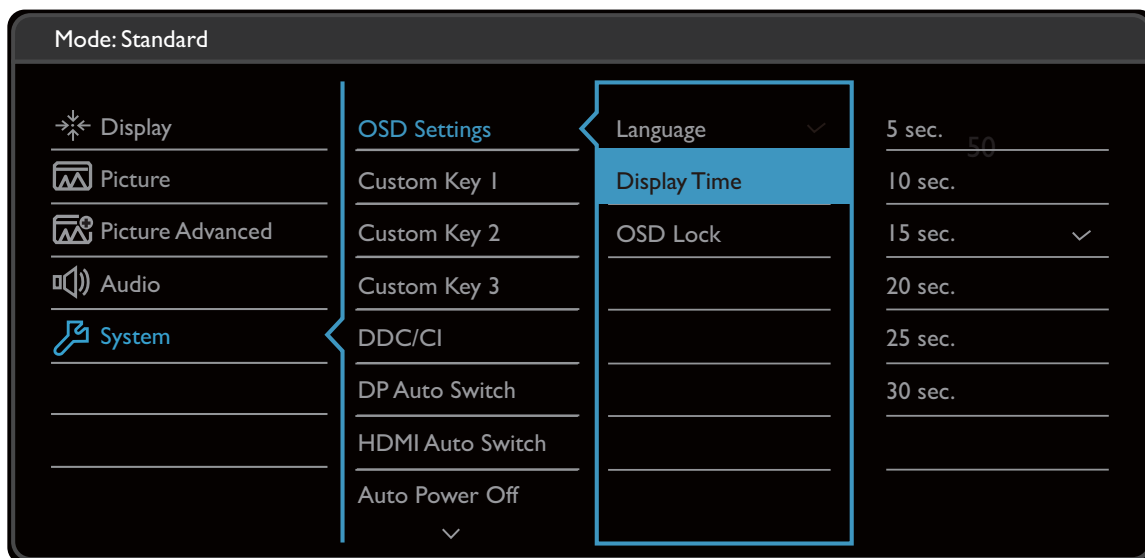 Mode: Standard
Display
Picture
Picture Advanced
Audio
System
OSD Settings
Custom Key 1
Custom Key 2
Custom Key 3
DDC/CI
DP Auto Switch
HDMI Auto Switch
Auto Power Off
Language
Display Time
OSD Lock
5 sec.
50
10 sec.
15 sec.
20 sec.
25 sec.
30 sec.